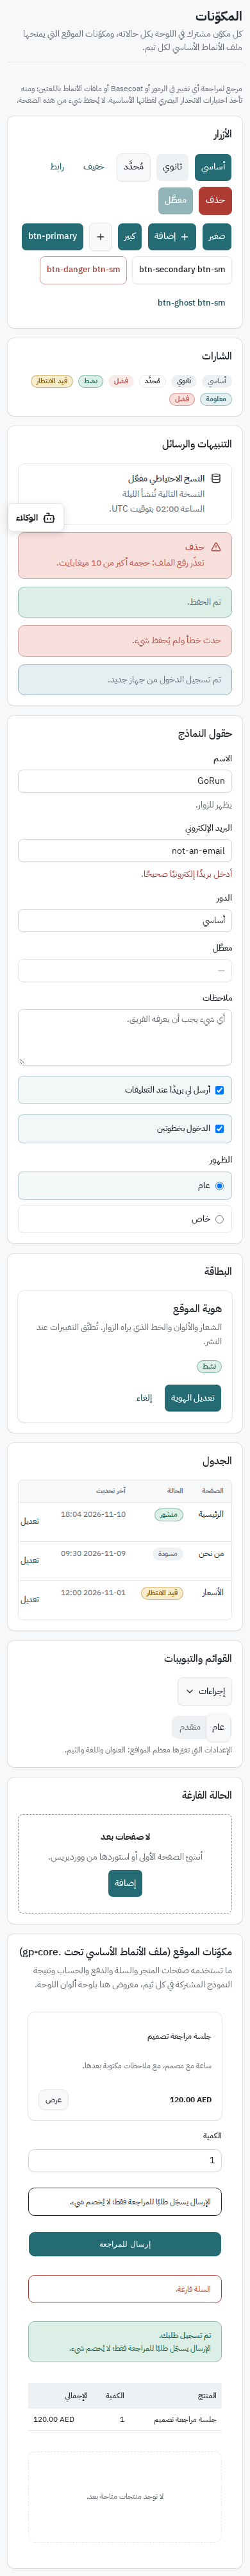 المكوّنات
كل مكوّن مشترك في اللوحة بكل حالاته، ومكوّنات الموقع التي يمنحها
ملف الأنماط الأساسي لكل ثيم.
مرجع لمراجعة أي تغيير في الرموز أو Basecoat أو ملفات الأنماط باللغتين؛ ومنه
تأخذ اختبارات الانحدار البصري لقطاتها الأساسية. لا يُحفظ شيء من هذه الصفحة.
الأزرار
أساسي
ثانوي
مُحدَّد
خفيف
رابط
حذف
معطَّل
صغير
إضافة
كبير
btn-primary
btn-secondary btn-sm
btn-danger btn-sm
btn-ghost btn-sm
الشارات
أساسي
ثانوي
مُحدَّد
فشل
نشط
قيد الانتظار
معلومة
فشل
التنبيهات والرسائل
النسخ الاحتياطي مفعّل
النسخة التالية تُنشأ الليلة
الساعة 02:00 بتوقيت UTC.
الوكلاء
حذف
تعذّر رفع الملف: حجمه أكبر من 10 ميغابايت.
تم الحفظ.
حدث خطأ ولم يُحفظ شيء.
تم تسجيل الدخول من جهاز جديد.
حقول النماذج
الاسم
GoRun
يظهر للزوار.
البريد الإلكتروني
not-an-email
أدخل بريدًا إلكترونيًا صحيحًا.
الدور
أساسي
معطَّل
—
ملاحظات
أي شيء يجب أن يعرفه الفريق.
أرسل لي بريدًا عند التعليقات
الدخول بخطوتين
الظهور
عام
خاص
البطاقة
هوية الموقع
الشعار والألوان والخط الذي يراه الزوار. تُطبَّق التغييرات عند
النشر.
نشط
تعديل الهوية
إلغاء
الجدول
الصفحة
الحالة
آخر تحديث
الرئيسية
منشور
2026-11-10 18:04
تعديل
من نحن
مسودة
2026-11-09 09:30
تعديل
الأسعار
قيد الانتظار
2026-11-01 12:00
تعديل
القوائم والتبويبات
إجراءات
عام
متقدم
الإعدادات التي تغيّرها معظم المواقع: العنوان واللغة والثيم.
الحالة الفارغة
لا صفحات بعد
أنشئ الصفحة الأولى أو استوردها من ووردبريس.
إضافة
مكوّنات الموقع (ملف الأنماط الأساسي تحت .gp-core)
ما تستخدمه صفحات المتجر والسلة والدفع والحساب ونتيجة
النموذج المشتركة في كل ثيم، معروض هنا بلوحة ألوان اللوحة.
جلسة مراجعة تصميم
ساعة مع مصمم، مع ملاحظات مكتوبة بعدها.
120.00 AED
عرض
الكمية
1
الإرسال يسجّل طلبًا للمراجعة فقط؛ لا يُخصم شيء.
إرسال للمراجعة
السلة فارغة.
تم تسجيل طلبك.
الإرسال يسجّل طلبًا للمراجعة فقط؛ لا يُخصم شيء.
المنتج
الكمية
الإجمالي
جلسة مراجعة تصميم
1
120.00 AED
لا توجد منتجات متاحة بعد.